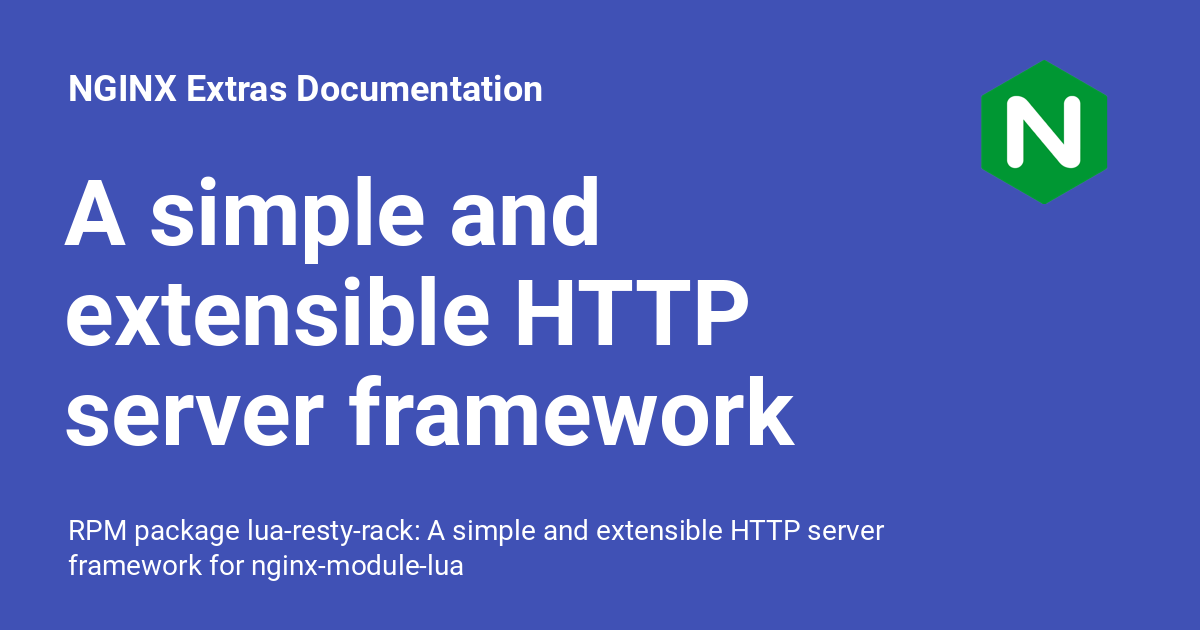 NGINX Extras Documentation
N
A simple and
extensible HTTP
server framework
RPM package lua-resty-rack: A simple and extensible HTTP server
framework for nginx-module-lua